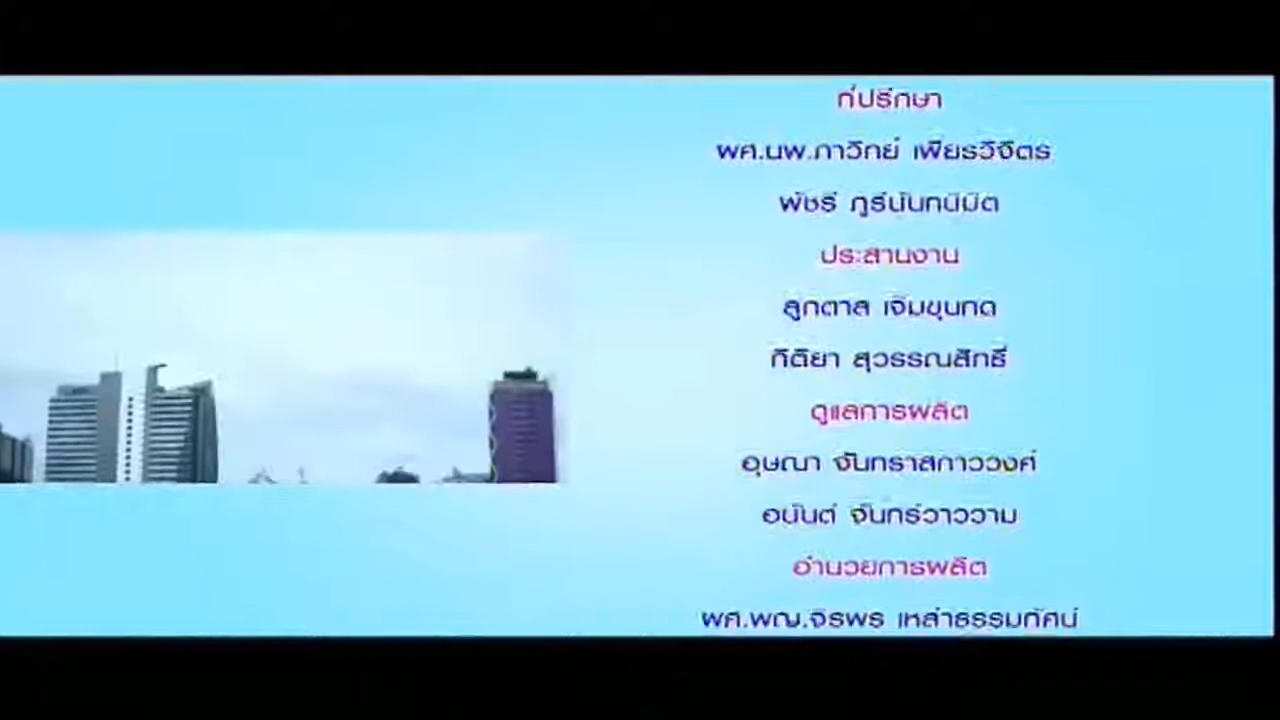 ที่ปรึกษา
ผศ.นพ.ภาวิทย์ เพียรวิจิตร
พัชรี ภูรีนันทนิมิต
ประสานงาน
ลูกตาล เจิมขุนทด
ทิติยา สุวรรณสิทธิ์
ดูแลการผลิต
อุษณา จันทราสภาววงศ์
อนันต์ จันทร์วาววาม
อำนวยการผลิต
ผศ.พญ.จิรพร เหล่าธรรมทัศน์